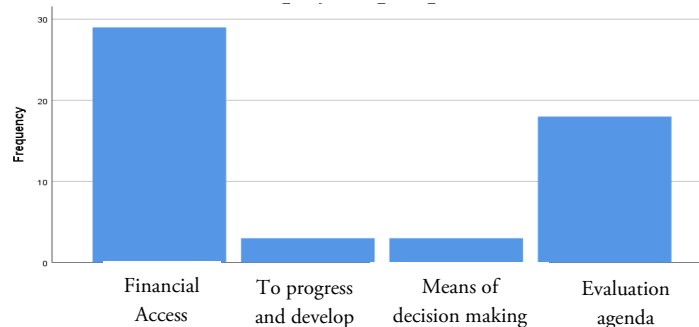 30
Frequency
20
10
0
Financial
Access
To progress
and develop
Means of
decision making
Evaluation
agenda